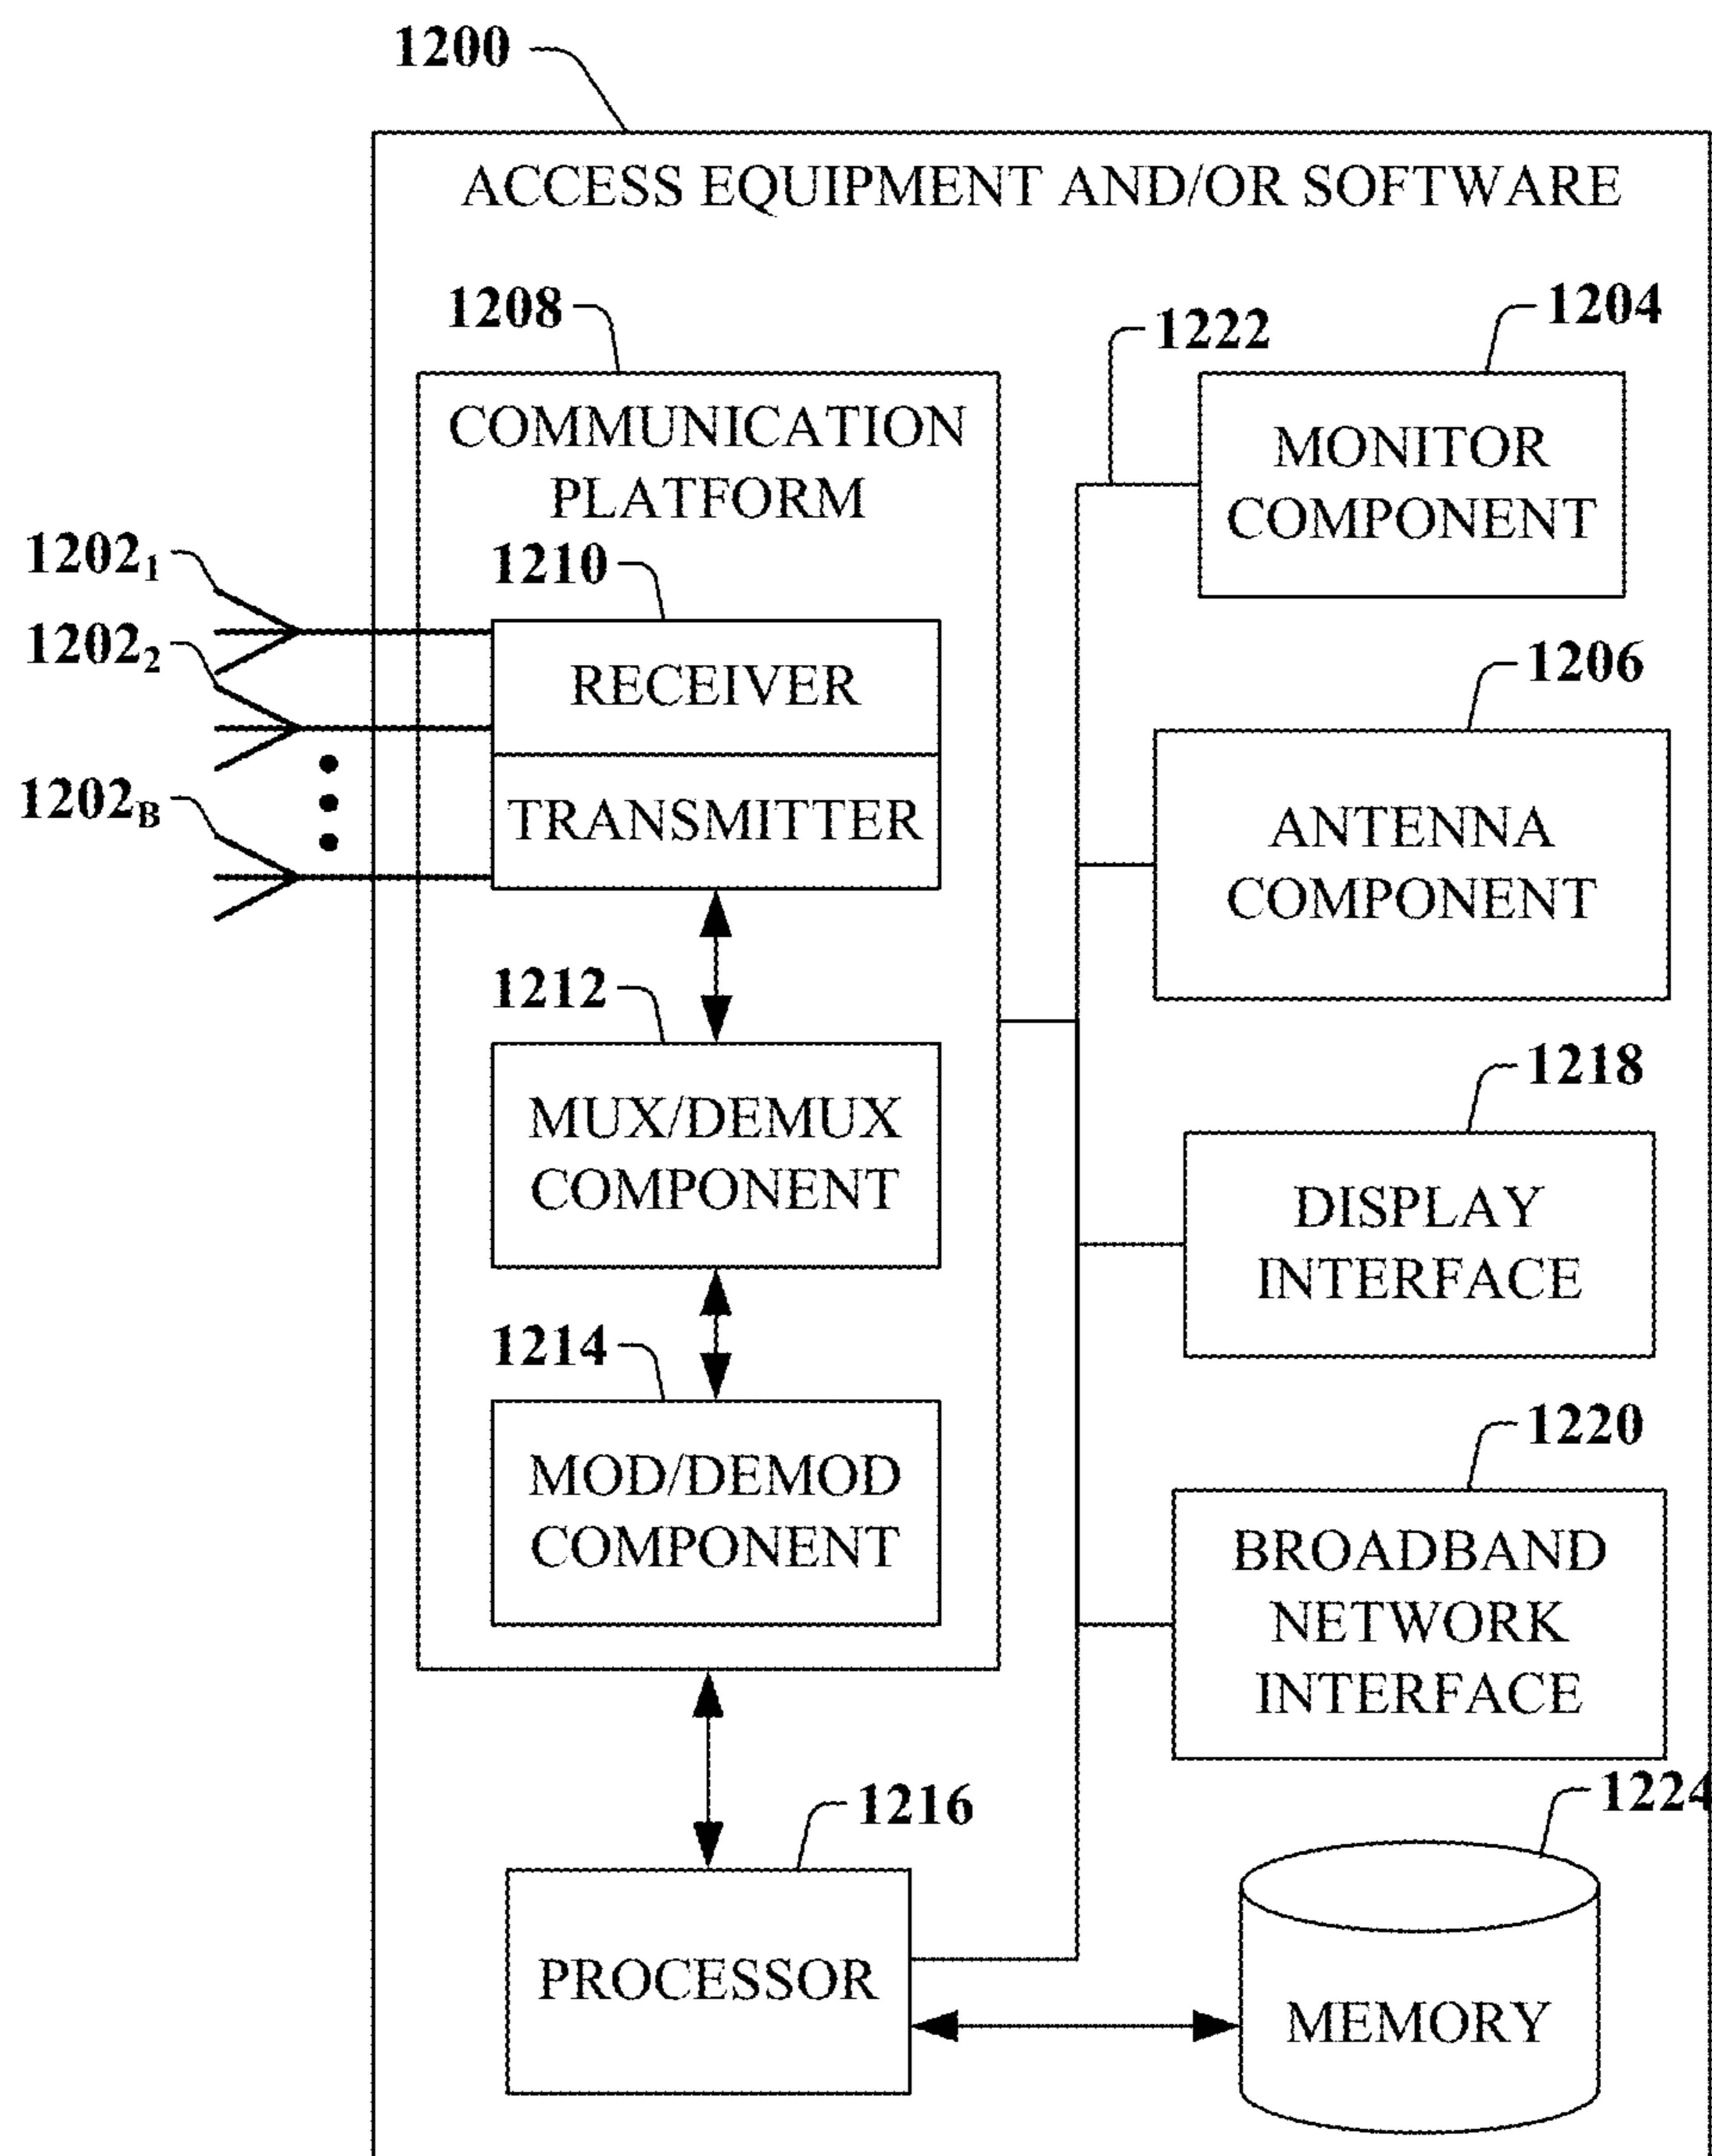 1200
ACCESS EQUIPMENT AND/OR SOFTWARE
1208
1222
1204
COMMUNICATION
PLATFORM
MONITOR
COMPONENT
1202₁
1202₂
1202B
1210
RECEIVER
TRANSMITTER
1206
ANTENNA
COMPONENT
1212
MUX/DEMUX
COMPONENT
1218
DISPLAY
INTERFACE
1214
MOD/DEMOD
COMPONENT
1220
BROADBAND
NETWORK
INTERFACE
1216
PROCESSOR
1224
MEMORY